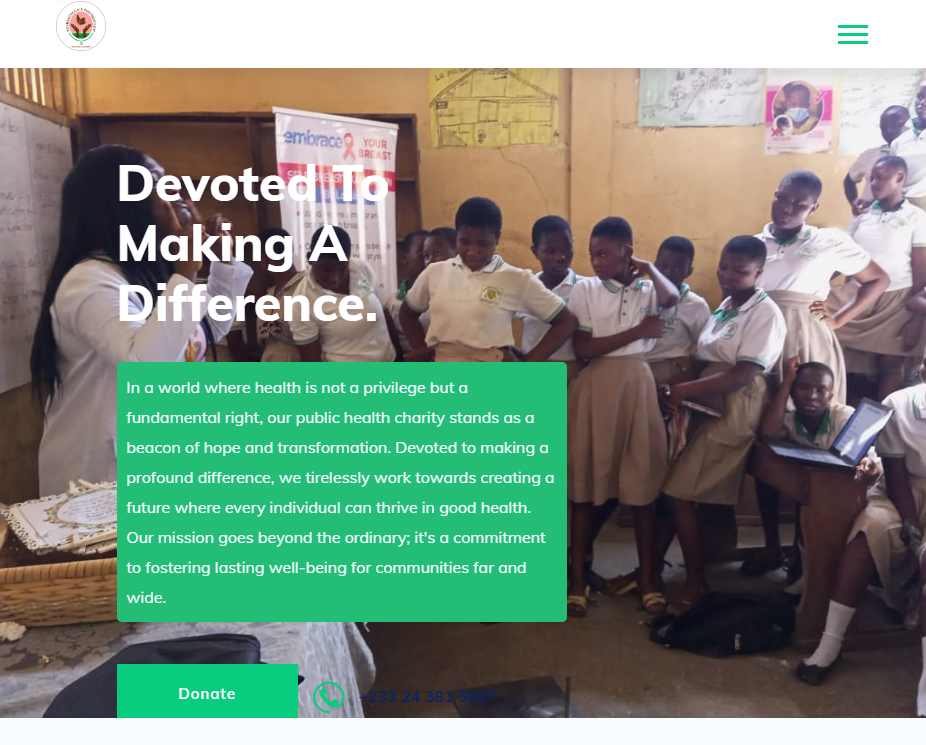 embrace
YOUR
BREAST
Devoted To
Making A
Difference.
In a world where health is not a privilege but a
fundamental right, our public health charity stands as a
beacon of hope and transformation. Devoted to making a
profound difference, we tirelessly work towards creating a
future where every individual can thrive in good health.
Our mission goes beyond the ordinary; it's a commitment
to fostering lasting well-being for communities far and
wide.
Donate
+233 24 381